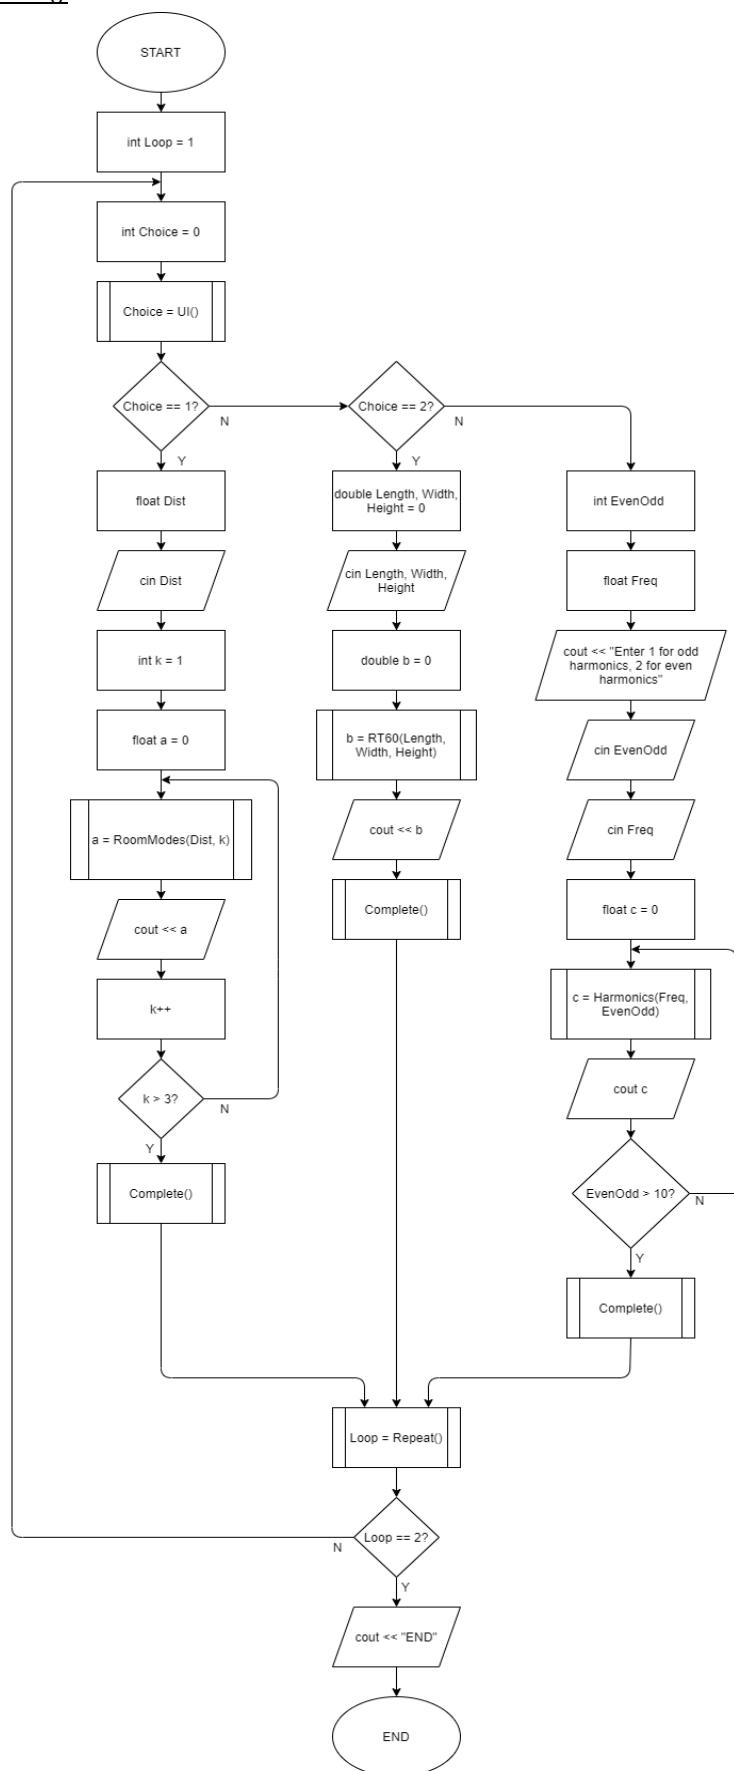 START
int Loop = 1
int Choice = 0
Choice = UI()
Choice == 1?
N
Y
Choice == 2?
N
Y
float Dist
cin Dist
int k = 1
float a = 0
a = RoomModes(Dist, k)
cout << a
k++
k > 3?
N
Y
Complete()
double Length, Width,
Height = 0
cin Length, Width,
Height
double b = 0
b = RT60(Length,
Width, Height)
cout << b
Complete()
int EvenOdd
float Freq
cout << "Enter 1 for odd
harmonics, 2 for even
harmonics"
cin EvenOdd
cin Freq
float c = 0
c = Harmonics(Freq,
EvenOdd)
cout c
EvenOdd > 10?
N
Y
Complete()
Loop = Repeat()
Loop == 2?
N
Y
cout << "END"
END